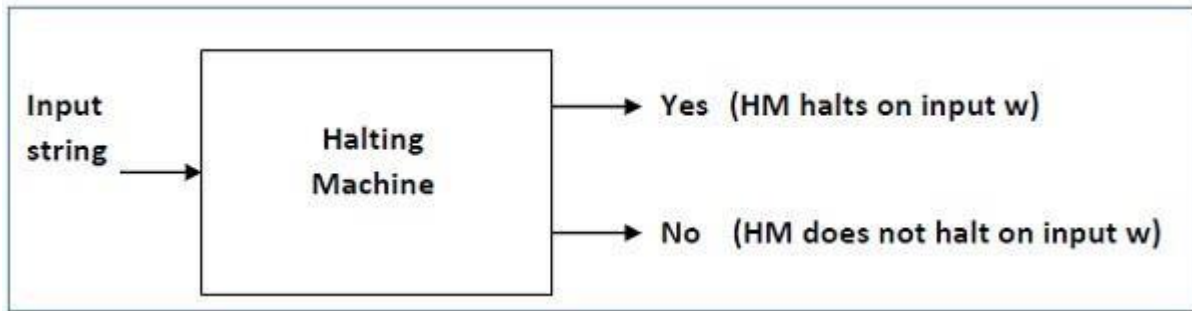 Input
string
Halting
Machine
Yes (HM halts on input w)
No (HM does not halt on input w)